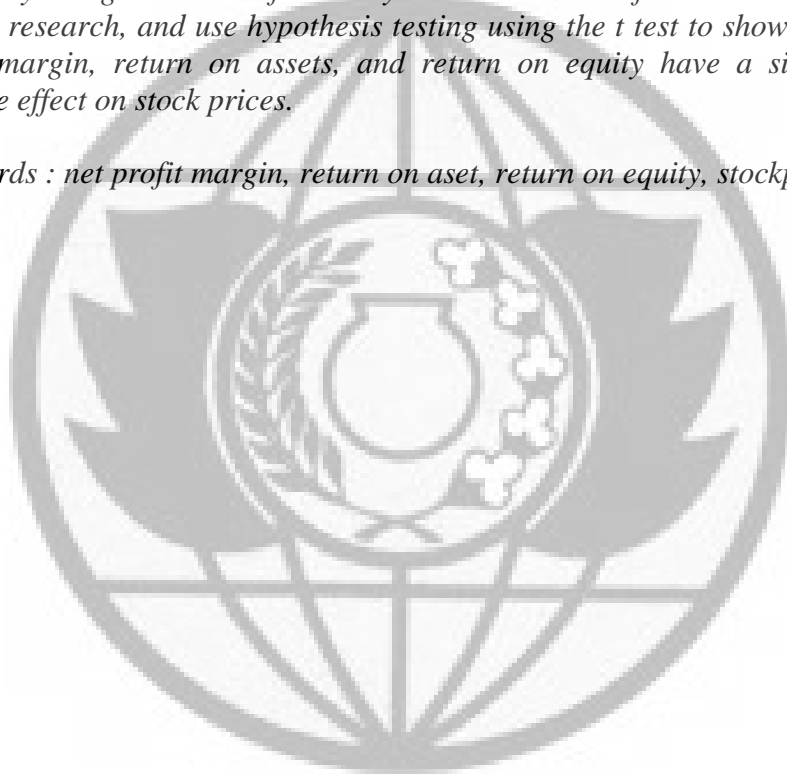 research, and use hypothesis testing using the t test to show
margin, return on assets, and return on equity have a si
e effect on stock prices.
rds : net profit margin, return on aset, return on equity, stockp